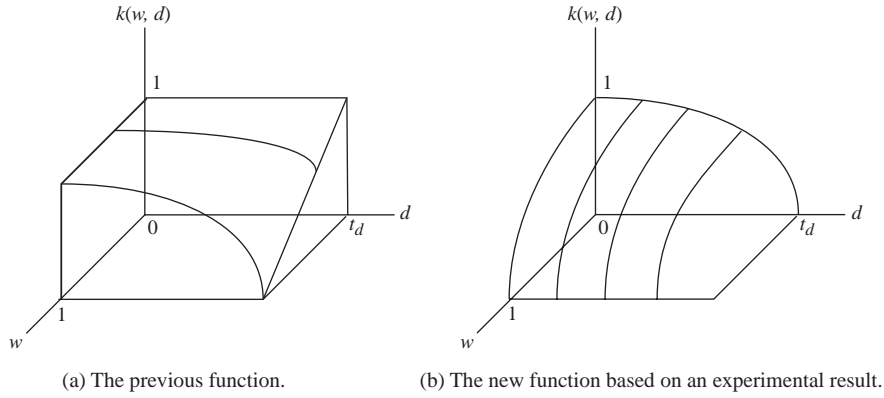 k(w, d)
1
0
t_d
d
1
w
(a) The previous function.
k(w, d)
1
0
t_d
d
1
w
(b) The new function based on an experimental result.